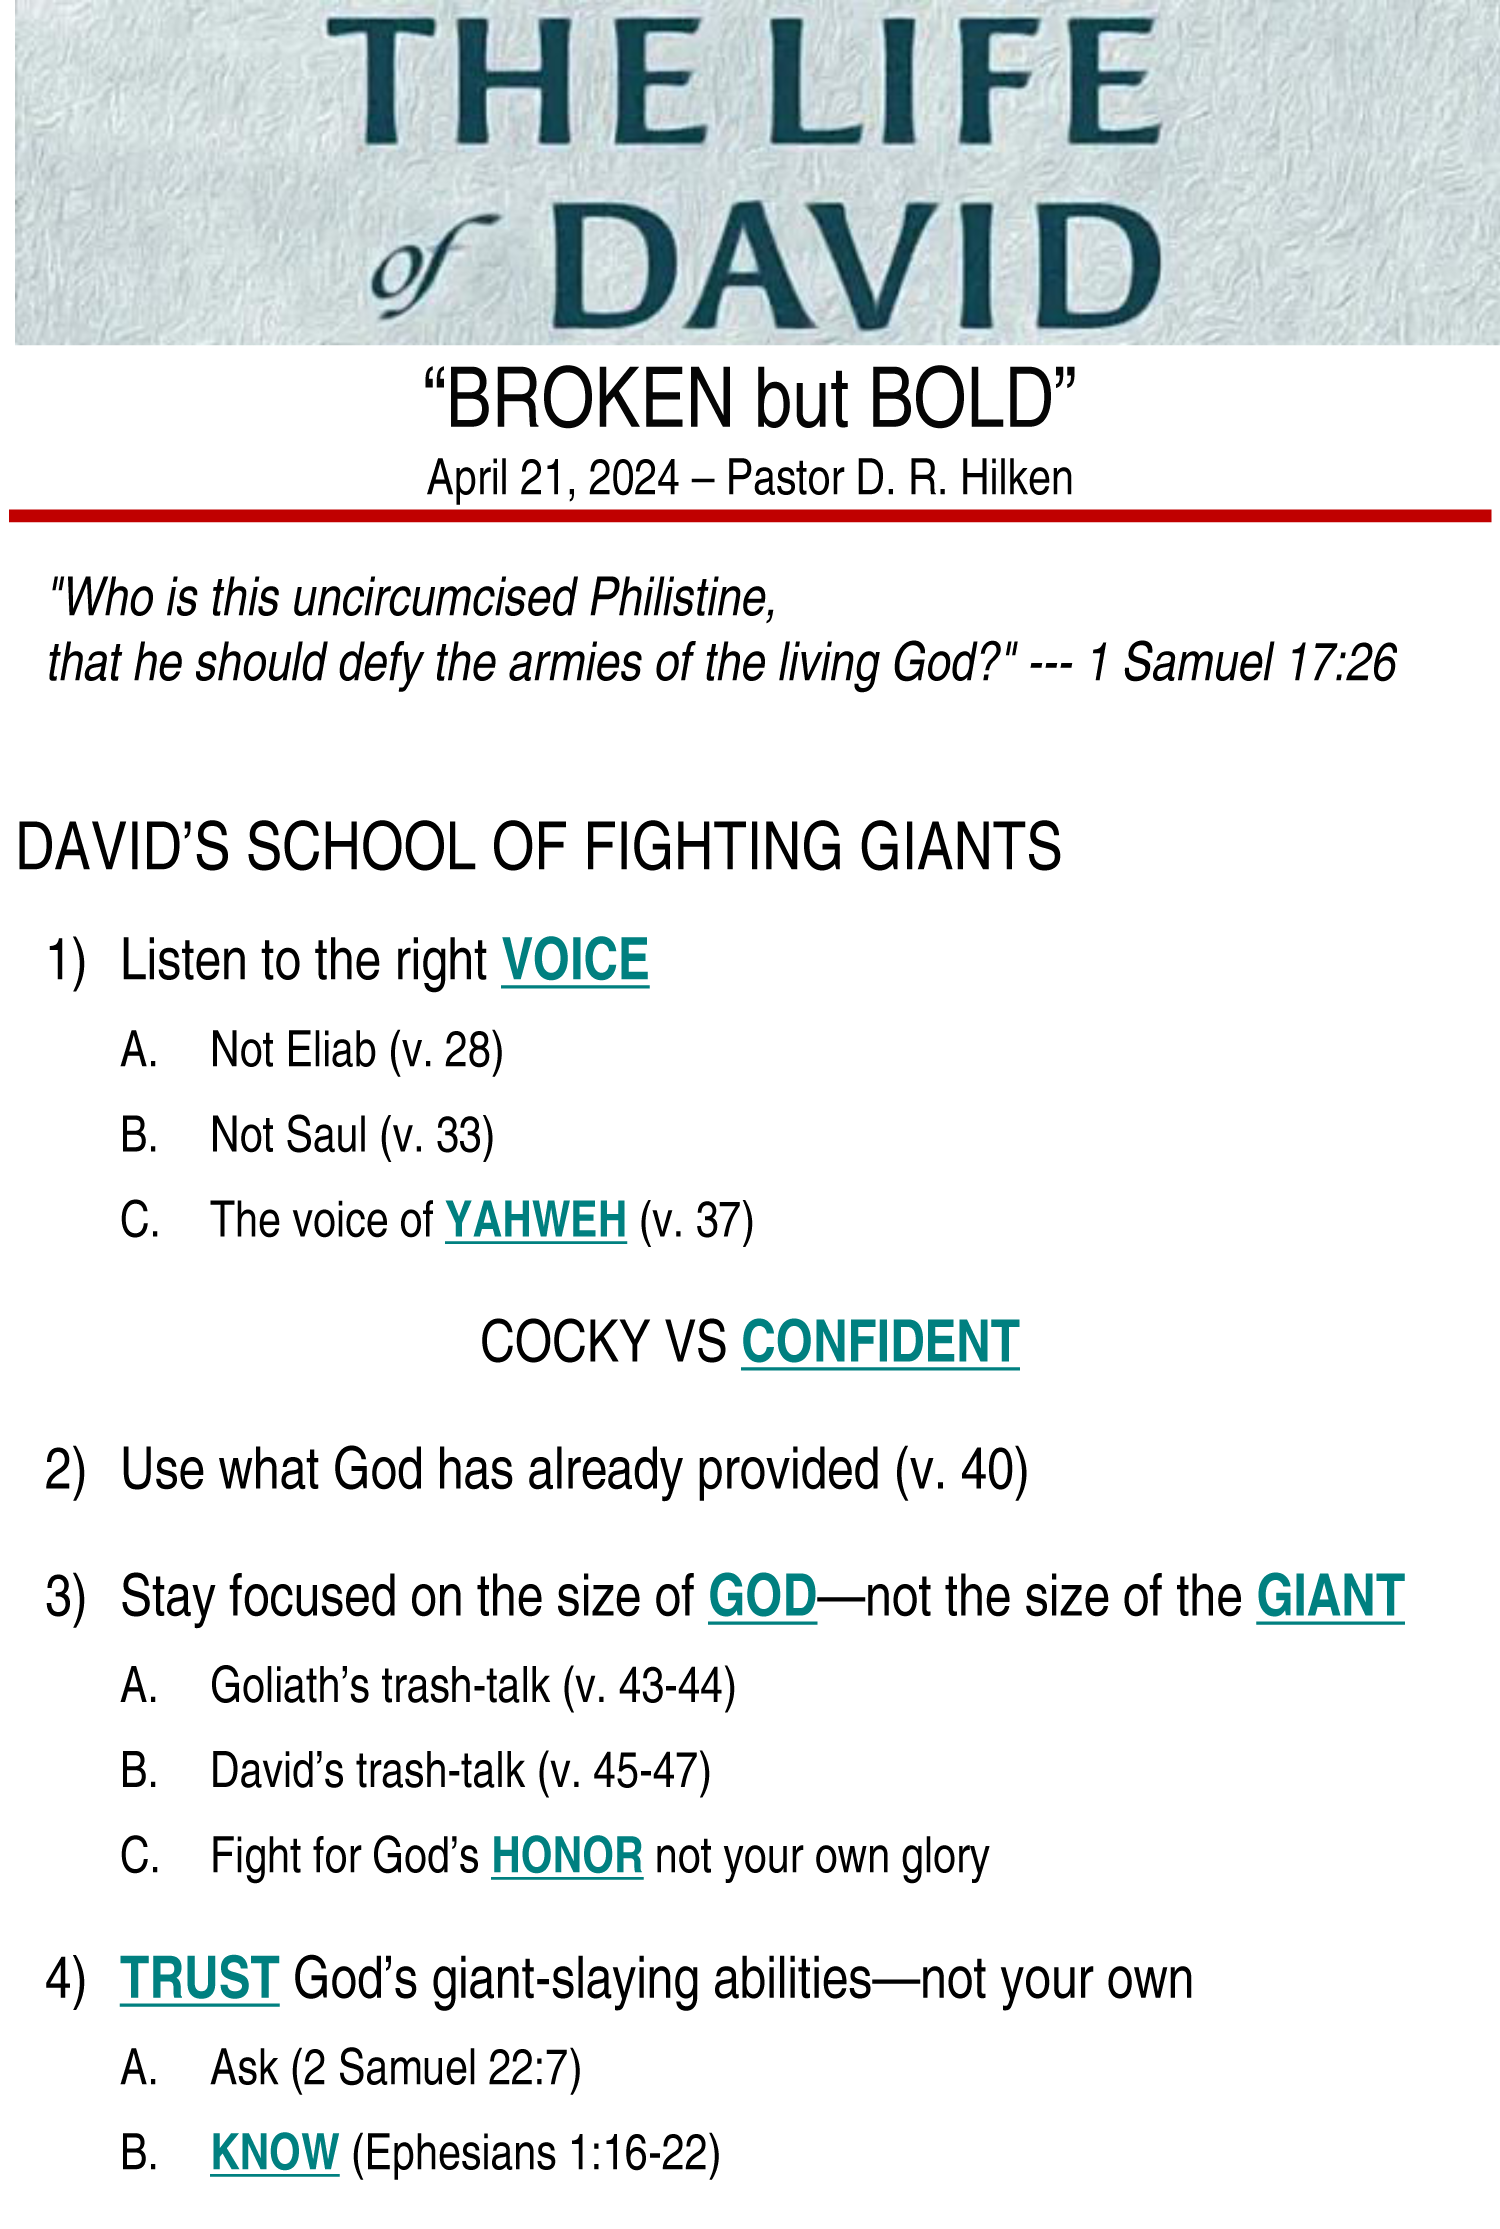 THE LIFE
of DAVID
“BROKEN but BOLD”
April 21, 2024 – Pastor D. R. Hilken
"Who is this uncircumcised Philistine,
that he should defy the armies of the living God?" --- 1 Samuel 17:26
DAVID’S SCHOOL OF FIGHTING GIANTS
1) Listen to the right VOICE
A. Not Eliab (v. 28)
B. Not Saul (v. 33)
C. The voice of YAHWEH (v. 37)
COCKY VS CONFIDENT
2) Use what God has already provided (v. 40)
3) Stay focused on the size of GOD—not the size of the GIANT
A. Goliath’s trash-talk (v. 43-44)
B. David’s trash-talk (v. 45-47)
C. Fight for God’s HONOR not your own glory
4) TRUST God’s giant-slaying abilities—not your own
A. Ask (2 Samuel 22:7)
B. KNOW (Ephesians 1:16-22)